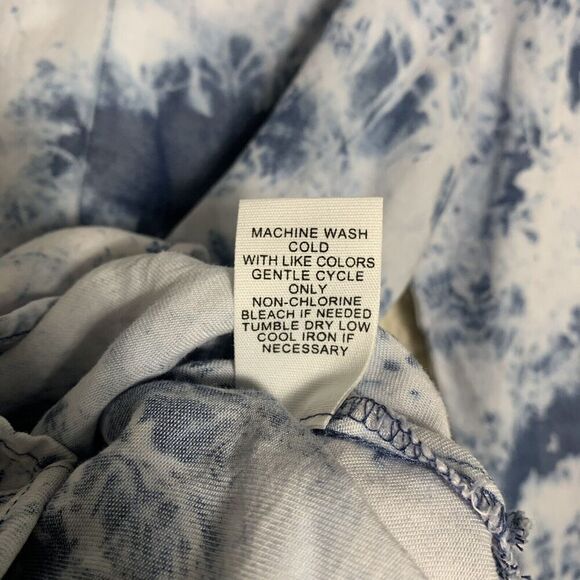 MACHINE WASH
COLD
WITH LIKE COLORS
GENTLE CYCLE
ONLY
NON-CHLORINE
BLEACH IF NEEDED
TUMBLE DRY LOW
COOL IRON IF
NECESSARY